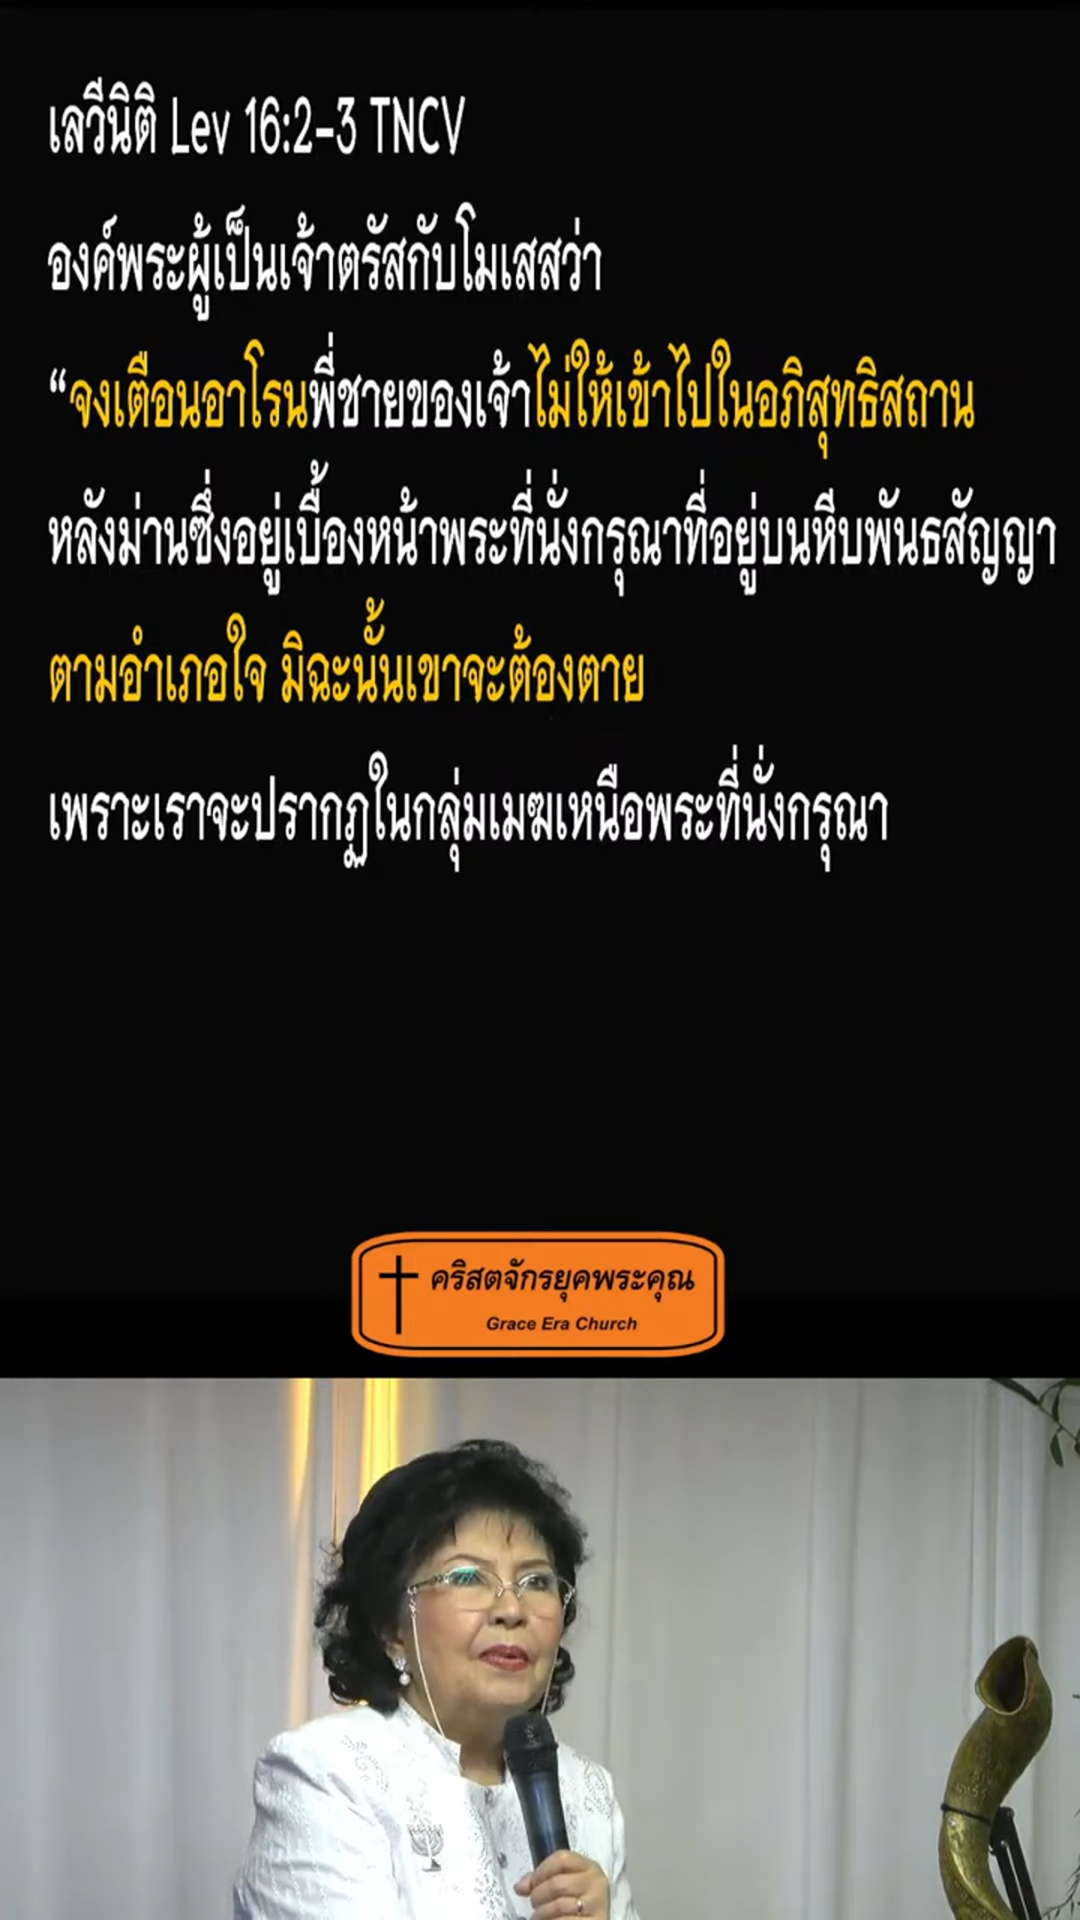 เลวีนิติ Lev 16:2-3 TNCV
องค์พระผู้เป็นเจ้าตรัสกับโมเสสว่า
“จงเตือนอาโรนพี่ชายของเจ้าไม่ให้เข้าไปในอภิสุทธิสถาน
หลังม่านซึ่งอยู่เบื้องหน้าพระที่นั่งกรุณาที่อยู่บนหีบพันธสัญญา
ตามอำเภอใจ มิฉะนั้นเขาจะต้องตาย
เพราะเราจะปรากฏในกลุ่มเมฆเหนือพระที่นั่งกรุณา
คริสตจักรยุคพระคุณ
Grace Era Church